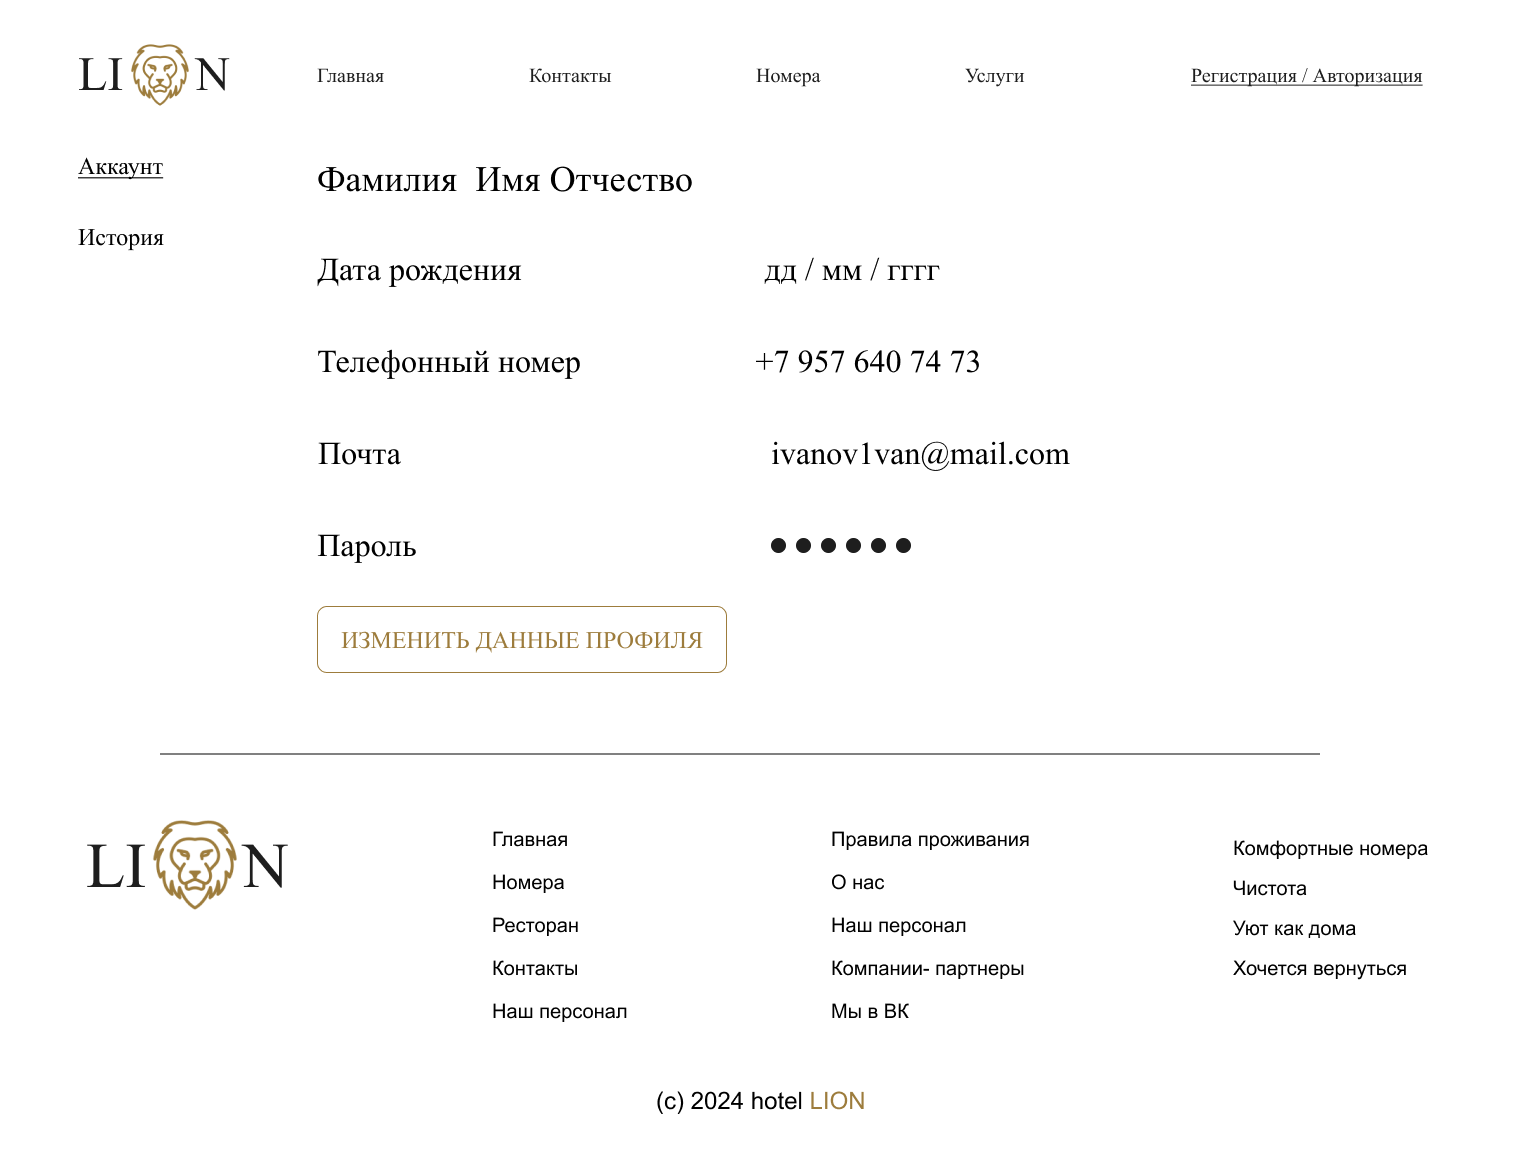 LION
Главная Контакты Номера Услуги Регистрация / Авторизация
Аккаунт
История
Фамилия Имя Отчество
Дата рождения дд / мм / гггг
Телефонный номер +7 957 640 74 73
Почта ivanov1van@mail.com
Пароль ●●●●●●
ИЗМЕНИТЬ ДАННЫЕ ПРОФИЛЯ
LION
Главная
Номера
Ресторан
Контакты
Наш персонал
Правила проживания
О нас
Наш персонал
Компании- партнеры
Мы в ВК
Комфортные номера
Чистота
Уют как дома
Хочется вернуться
(c) 2024 hotel LION